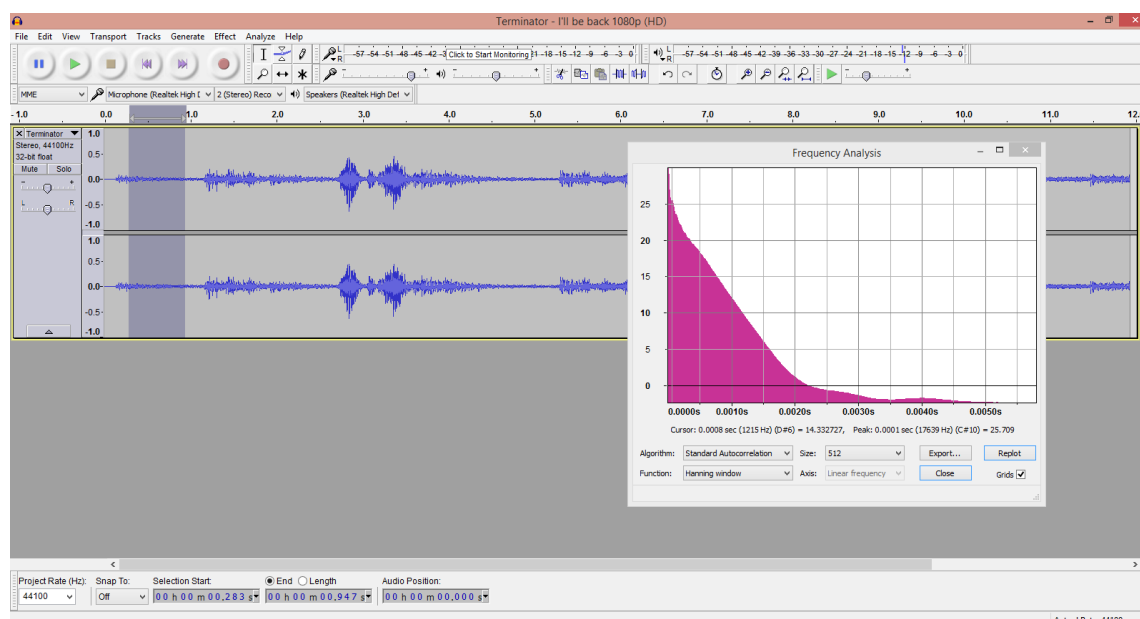 Terminator - I'll be back 1080p (HD)
File Edit View Transport Tracks Generate Effect Analyze Help
L R -57 -54 -51 -48 -45 -42 -3 Click to Start Monitoring -18 -15 -12 -9 -6 -3 0
L R -57 -54 -51 -48 -45 -42 -39 -36 -33 -30 -27 -24 -21 -18 -15 -12 -9 -6 -3 0
MME Microphone (Realtek High 2 (Stereo) Reco Speakers (Realtek High Def
-1.0 0.0 1.0 2.0 3.0 4.0 5.0 6.0 7.0 8.0 9.0 10.0 11.0 12.
X Terminator
Stereo, 44100Hz
32-bit float
Mute Solo
- +
L R
1.0
0.5
0.0
-0.5
-1.0
1.0
0.5
0.0
-0.5
-1.0
Frequency Analysis
25
20
15
10
5
0
0.0000s 0.0010s 0.0020s 0.0030s 0.0040s 0.0050s
Cursor: 0.0008 sec (1215 Hz) (D#6) = 14.332727, Peak: 0.0001 sec (17639 Hz) (C#10) = 25.709
Algorithm: Standard Autocorrelation Size: 512 Export... Replot
Function: Hanning window Axis: Linear frequency Close Grids
Project Rate (Hz): Snap To: Selection Start: End Length Audio Position:
44100 Off 00 h 00 m 00,283 s 00 h 00 m 00,947 s 00 h 00 m 00,000 s